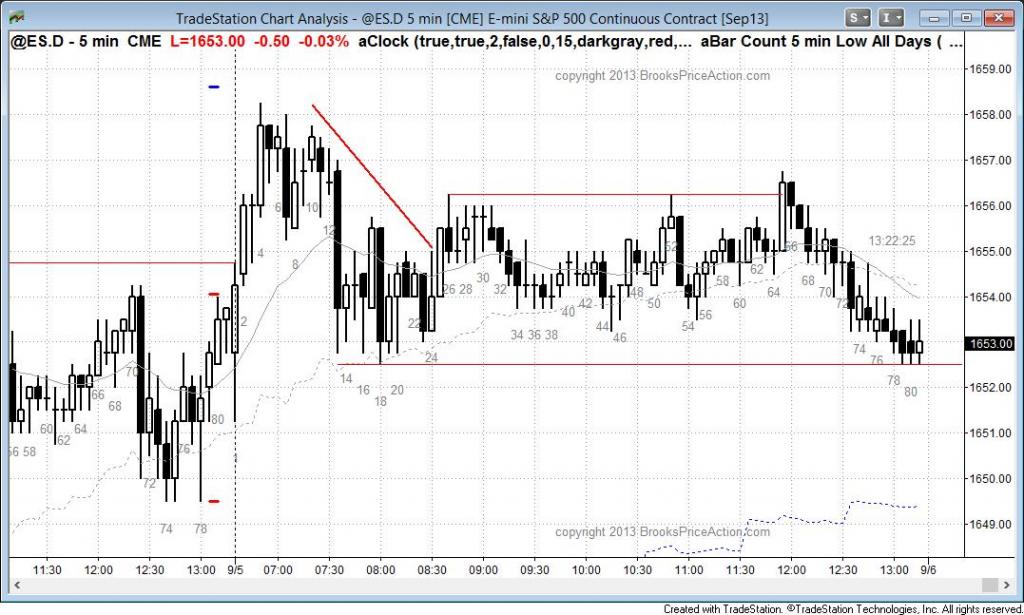 TradeStation Chart Analysis - @ES.D 5 min [CME] E-mini S&P 500 Continuous Contract [Sep13]
S I
@ES.D - 5 min CME L=1653.00 -0.50 -0.03% aClock (true,true,2,false,0,15,darkgray,red,... aBar Count 5 min Low All Days ( ...
copyright 2013 BrooksPriceAction.com
1659.00
1658.00
1657.00
1656.00
1655.00
1654.00
1653.00
1652.00
1651.00
1650.00
1649.00
13:22:25
56 58 60 62 64 66 68 70 72 74 76 78 80
2 4 6 8 10 12 14 16 18 20 22 24 26 28 30 32 34 36 38 40 42 44 46 48 50 52 54 56 58 60 62 64 66 68 70 72 74 76 78 80
copyright 2013 BrooksPriceAction.com
11:30 12:00 12:30 13:00 9/5 07:00 07:30 08:00 08:30 09:00 09:30 10:00 10:30 11:00 11:30 12:00 12:30 13:00 9/6
Created with TradeStation. ©TradeStation Technologies, Inc. All rights reserved.